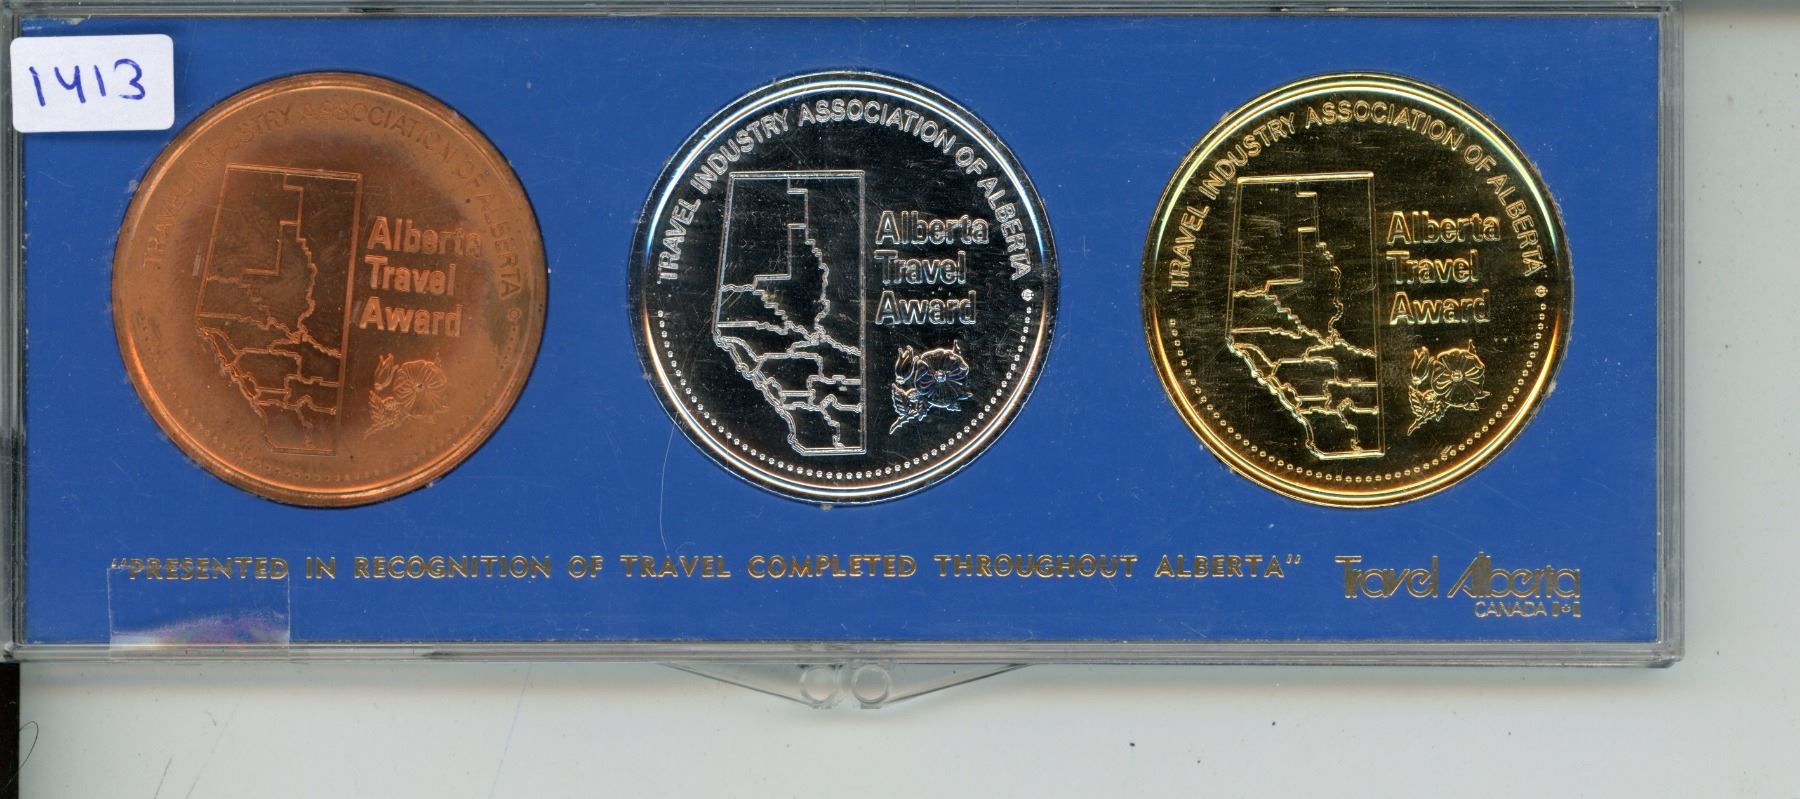 1413
TRAVEL INDUSTRY ASSOCIATION OF ALBERTA
Alberta
Travel
Award
TRAVEL INDUSTRY ASSOCIATION OF ALBERTA
Alberta
Travel
Award
TRAVEL INDUSTRY ASSOCIATION OF ALBERTA
Alberta
Travel
Award
"PRESENTED IN RECOGNITION OF TRAVEL COMPLETED THROUGHOUT ALBERTA"
Travel Alberta
CANADA